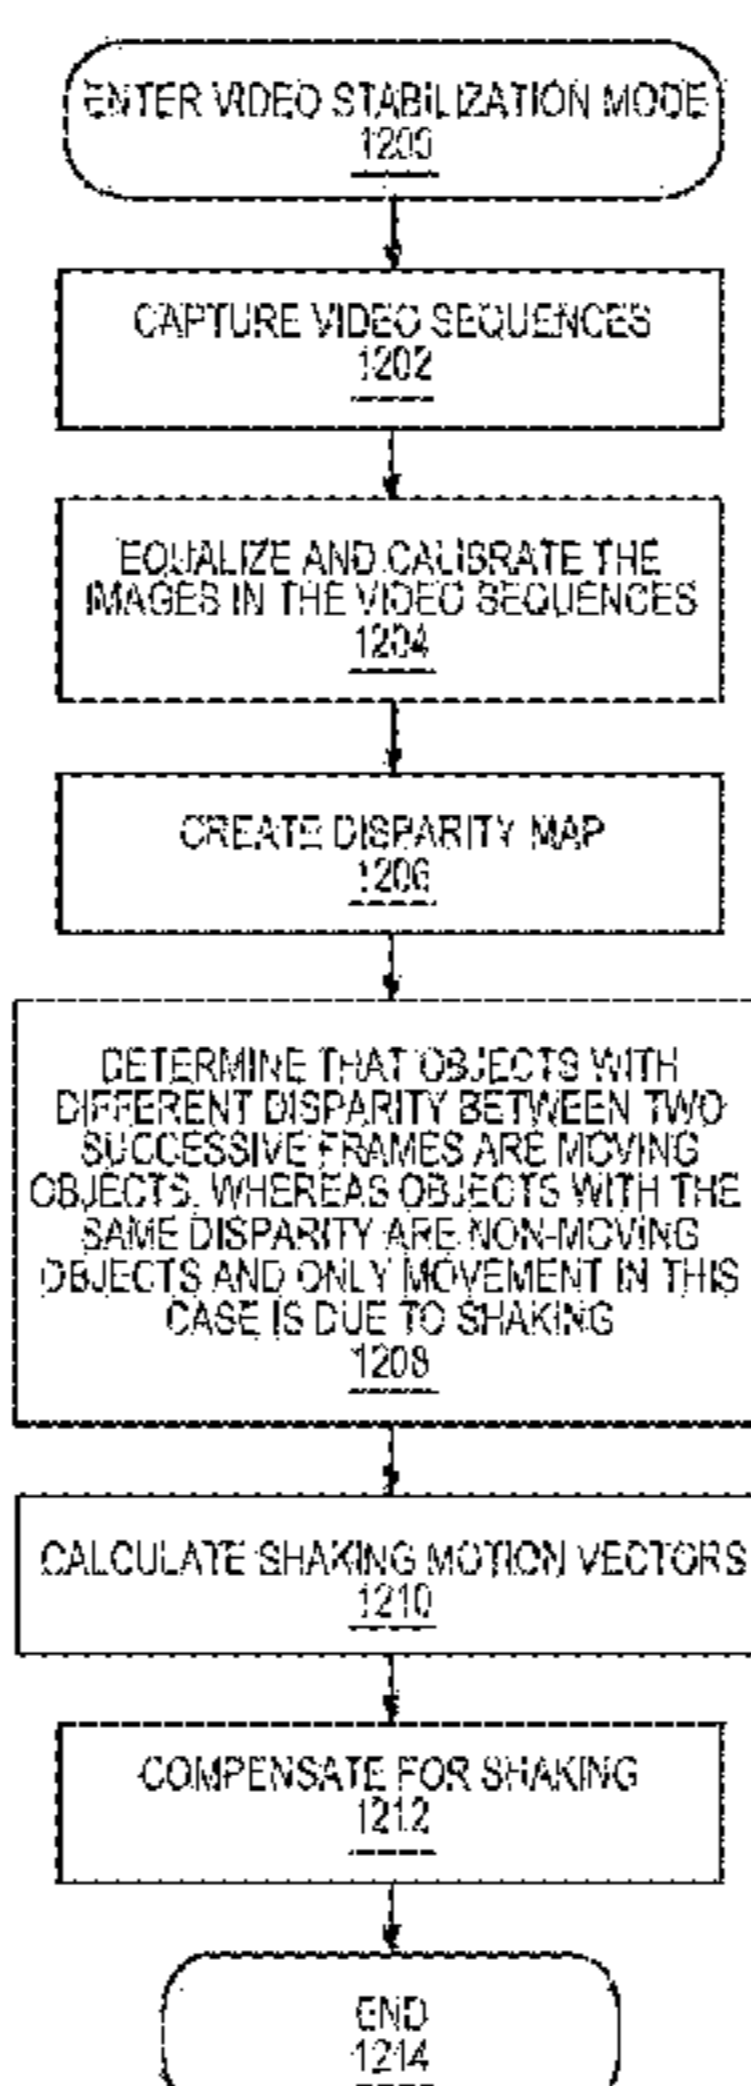 ENTER VIDEO STABILIZATION MODE
1200
CAPTURE VIDEO SEQUENCES
1202
EQUALIZE AND CALIBRATE THE
IMAGES IN THE VIDEO SEQUENCES
1204
CREATE DISPARITY MAP
1206
DETERMINE THAT OBJECTS WITH
DIFFERENT DISPARITY BETWEEN TWO
SUCCESSIVE FRAMES ARE MOVING
OBJECTS, WHEREAS OBJECTS WITH THE
SAME DISPARITY ARE NON-MOVING
OBJECTS AND ONLY MOVEMENT IN THIS
CASE IS DUE TO SHAKING
1208
CALCULATE SHAKING MOTION VECTORS
1210
COMPENSATE FOR SHAKING
1212
END
1214